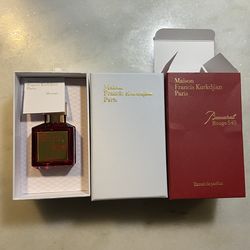 Maison
Francis Kurkdjian
Paris
Maison
Francis Kurkdjian
Paris
Baccarat
Rouge 540
Extrait de parfum